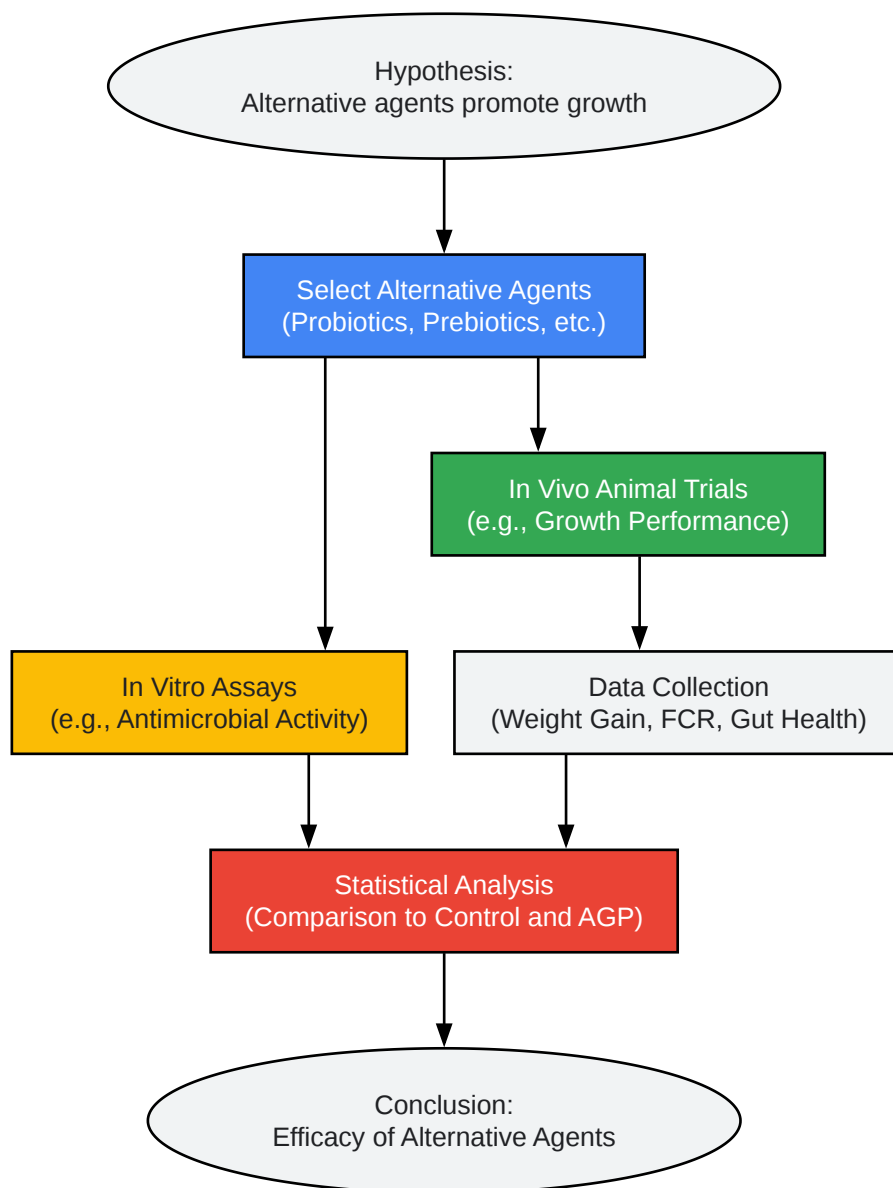 Hypothesis:
Alternative agents promote growth
Select Alternative Agents
(Probiotics, Prebiotics, etc.)
In Vivo Animal Trials
(e.g., Growth Performance)
In Vitro Assays
(e.g., Antimicrobial Activity)
Data Collection
(Weight Gain, FCR, Gut Health)
Statistical Analysis
(Comparison to Control and AGP)
Conclusion:
Efficacy of Alternative Agents